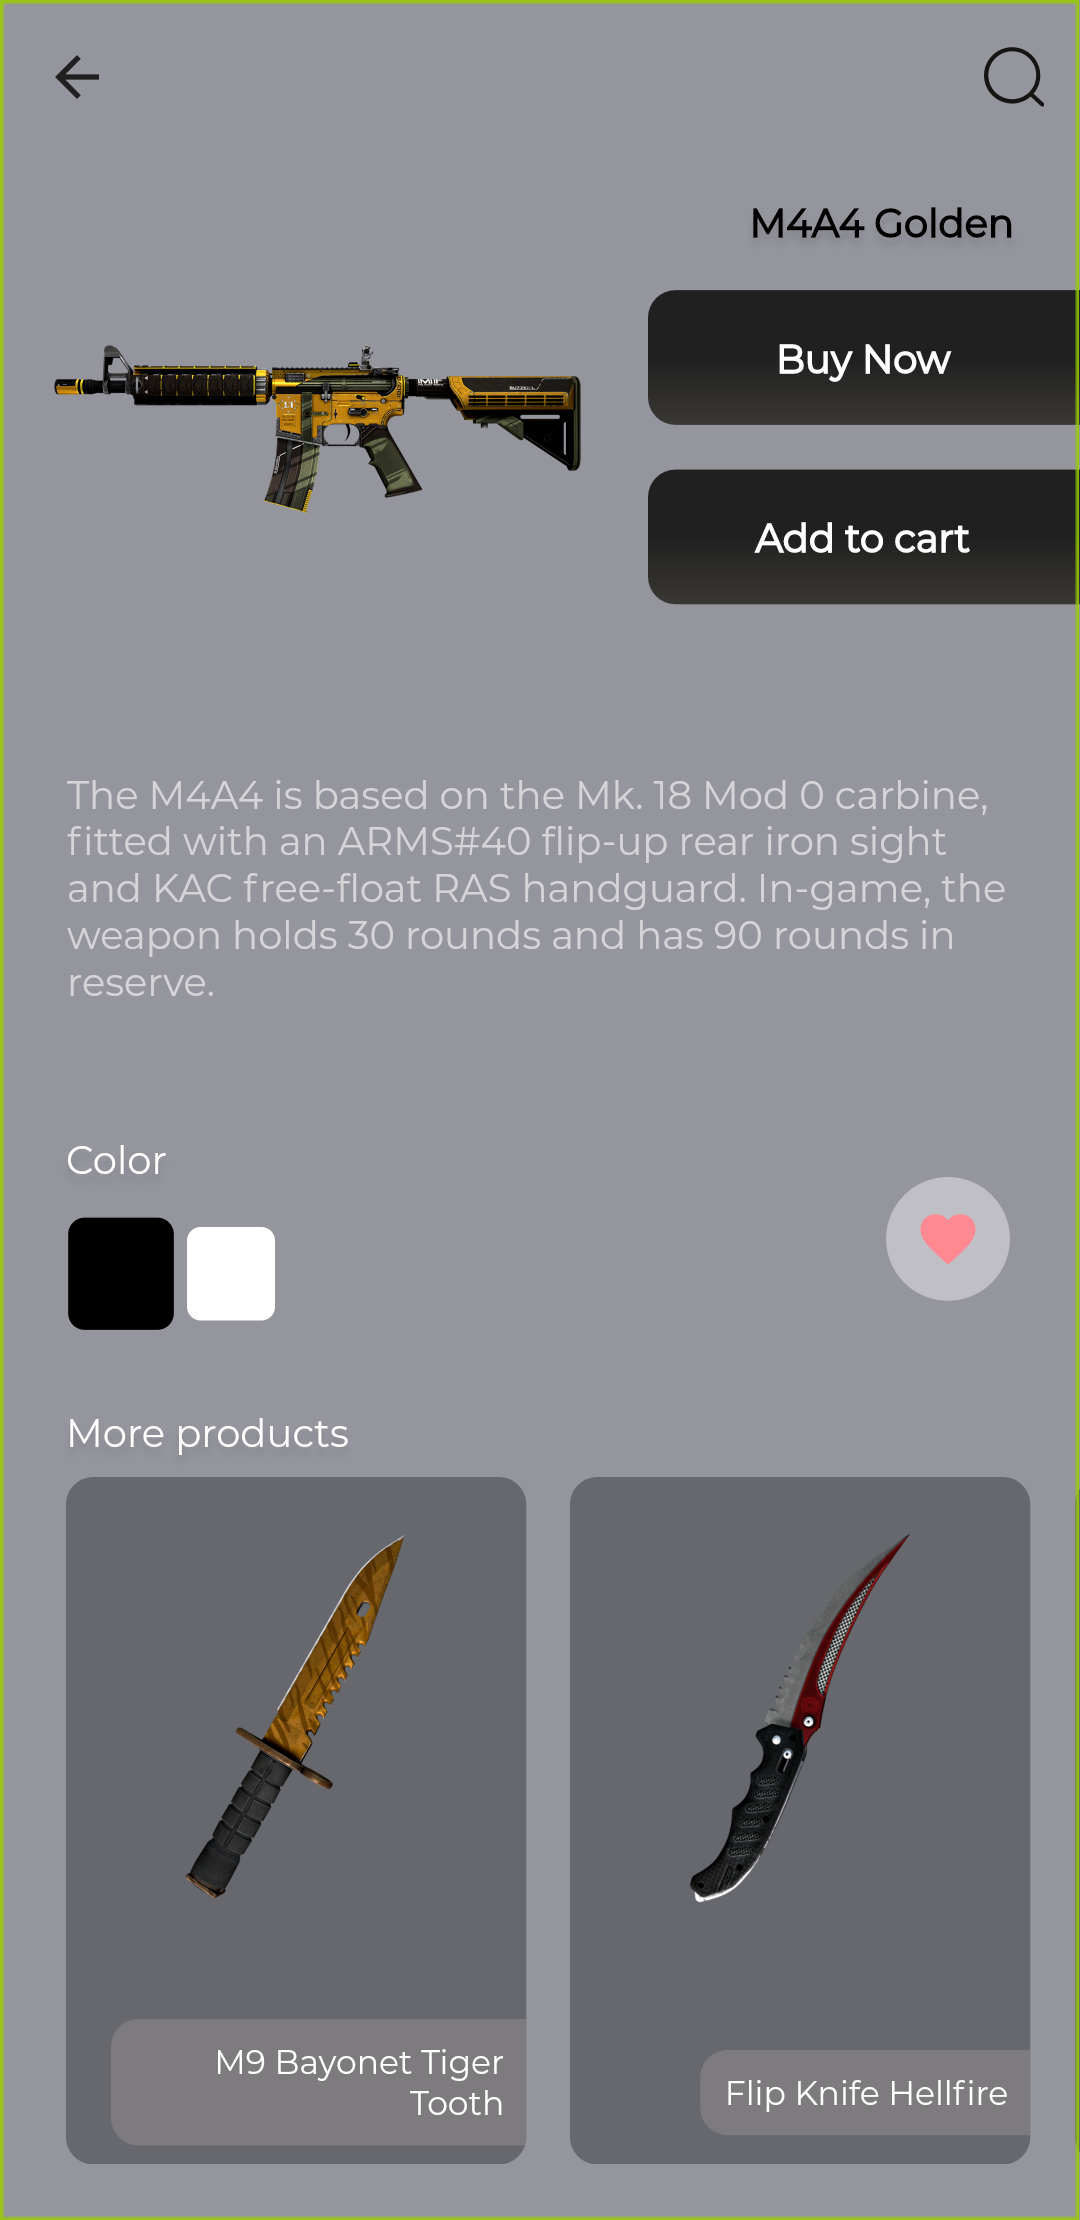 M4A4 Golden
Buy Now
Add to cart
The M4A4 is based on the Mk. 18 Mod 0 carbine,
fitted with an ARMS#40 flip-up rear iron sight
and KAC free-float RAS handguard. In-game, the
weapon holds 30 rounds and has 90 rounds in
reserve.
Color
More products
M9 Bayonet Tiger
Tooth
Flip Knife Hellfire